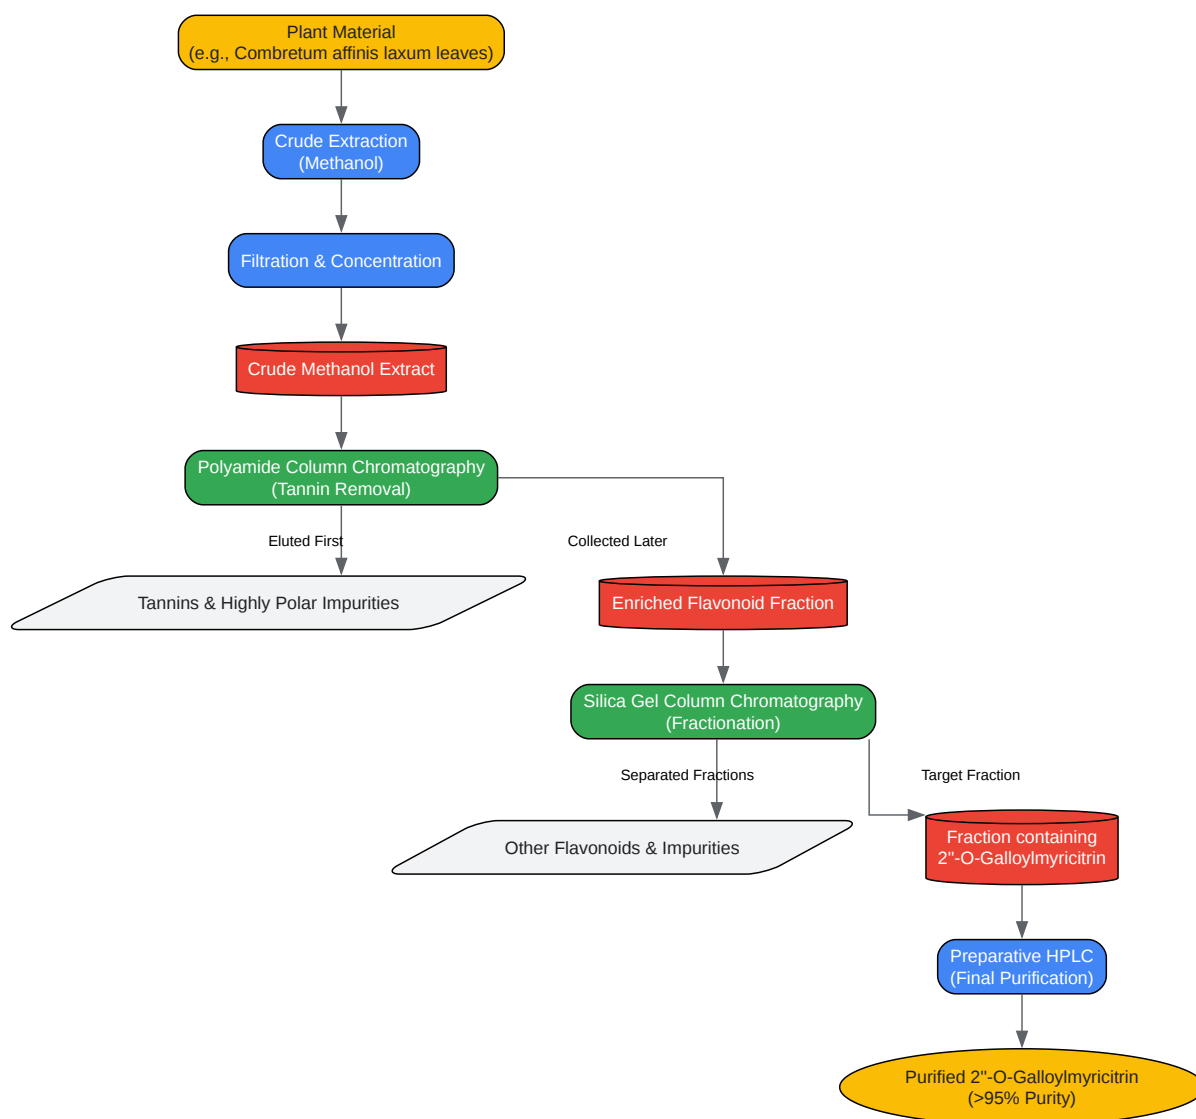 Plant Material
(e.g., Combretum affinis laxum leaves)
Crude Extraction
(Methanol)
Filtration & Concentration
Crude Methanol Extract
Polyamide Column Chromatography
(Tannin Removal)
Eluted First
Collected Later
Tannins & Highly Polar Impurities
Enriched Flavonoid Fraction
Silica Gel Column Chromatography
(Fractionation)
Separated Fractions
Target Fraction
Other Flavonoids & Impurities
Fraction containing
2"-O-Galloylmyricitrin
Preparative HPLC
(Final Purification)
Purified 2"-O-Galloylmyricitrin
(>95% Purity)